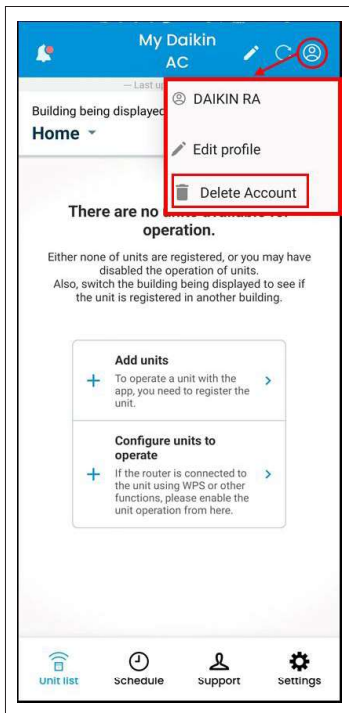 My Daikin
AC
— Last up
Building being displayed
Home
DAIKIN RA
Edit profile
Delete Account
There are no units available for
operation.
Either none of units are registered, or you may have
disabled the operation of units.
Also, switch the building being displayed to see if
the unit is registered in another building.
Add units
To operate a unit with the
app, you need to register the
unit.
Configure units to
operate
If the router is connected to
the unit using WPS or other
functions, please enable the
unit operation from here.
Unit list
Schedule
Support
Settings